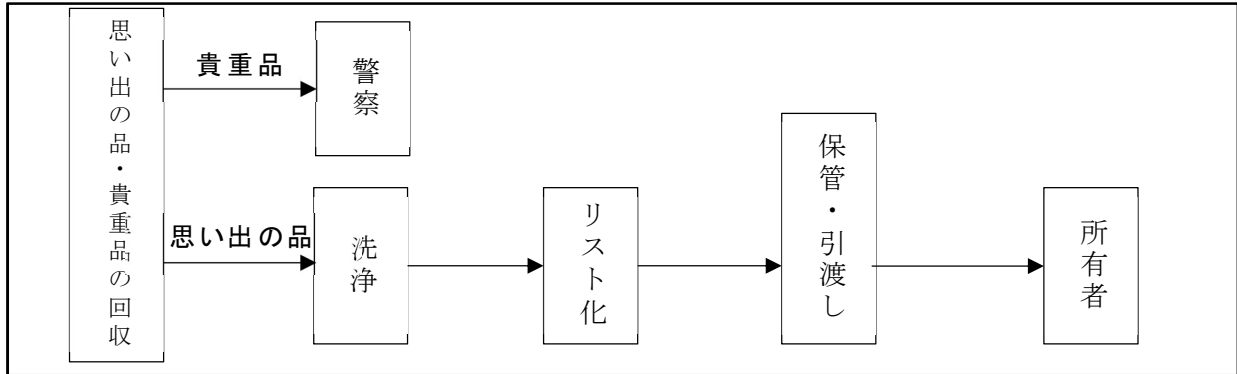 思い出の品・貴重品の回収
貴重品
警察
思い出の品
洗浄
リスト化
保管・引渡し
所有者